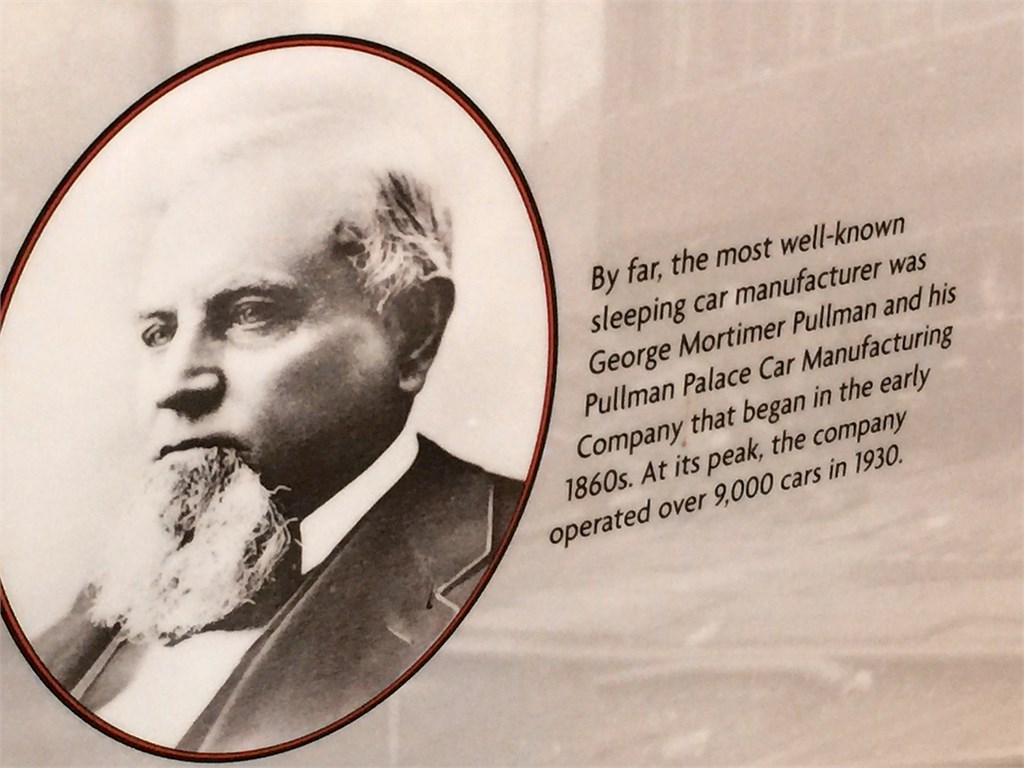 By far, the most well-known
sleeping car manufacturer was
George Mortimer Pullman and his
Pullman Palace Car Manufacturing
Company that began in the early
1860s. At its peak, the company
operated over 9,000 cars in 1930.